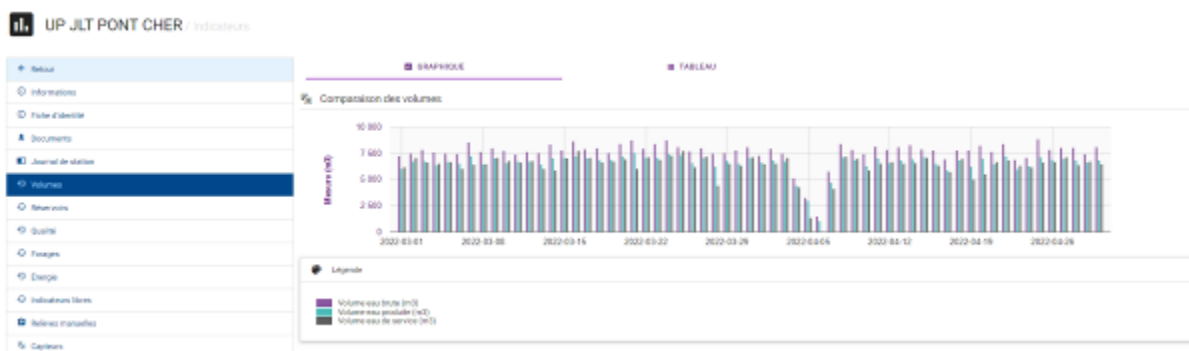 UP JLT PONT CHER / Indicateurs
Retour
Informations
Fiche d'identité
Documents
Journal de station
Volumes
Réservoirs
Qualité
Forages
Énergie
Indicateurs libres
Relèves manuelles
Capteurs
GRAPHIQUE
TABLEAU
Comparaison des volumes
Mesure (m3)
10 000
7 500
5 000
2 500
0
2022-03-01 2022-03-08 2022-03-15 2022-03-22 2022-03-29 2022-04-05 2022-04-12 2022-04-19 2022-04-26
Légende
Volume eau brute (m3)
Volume eau produite (m3)
Volume eau de service (m3)